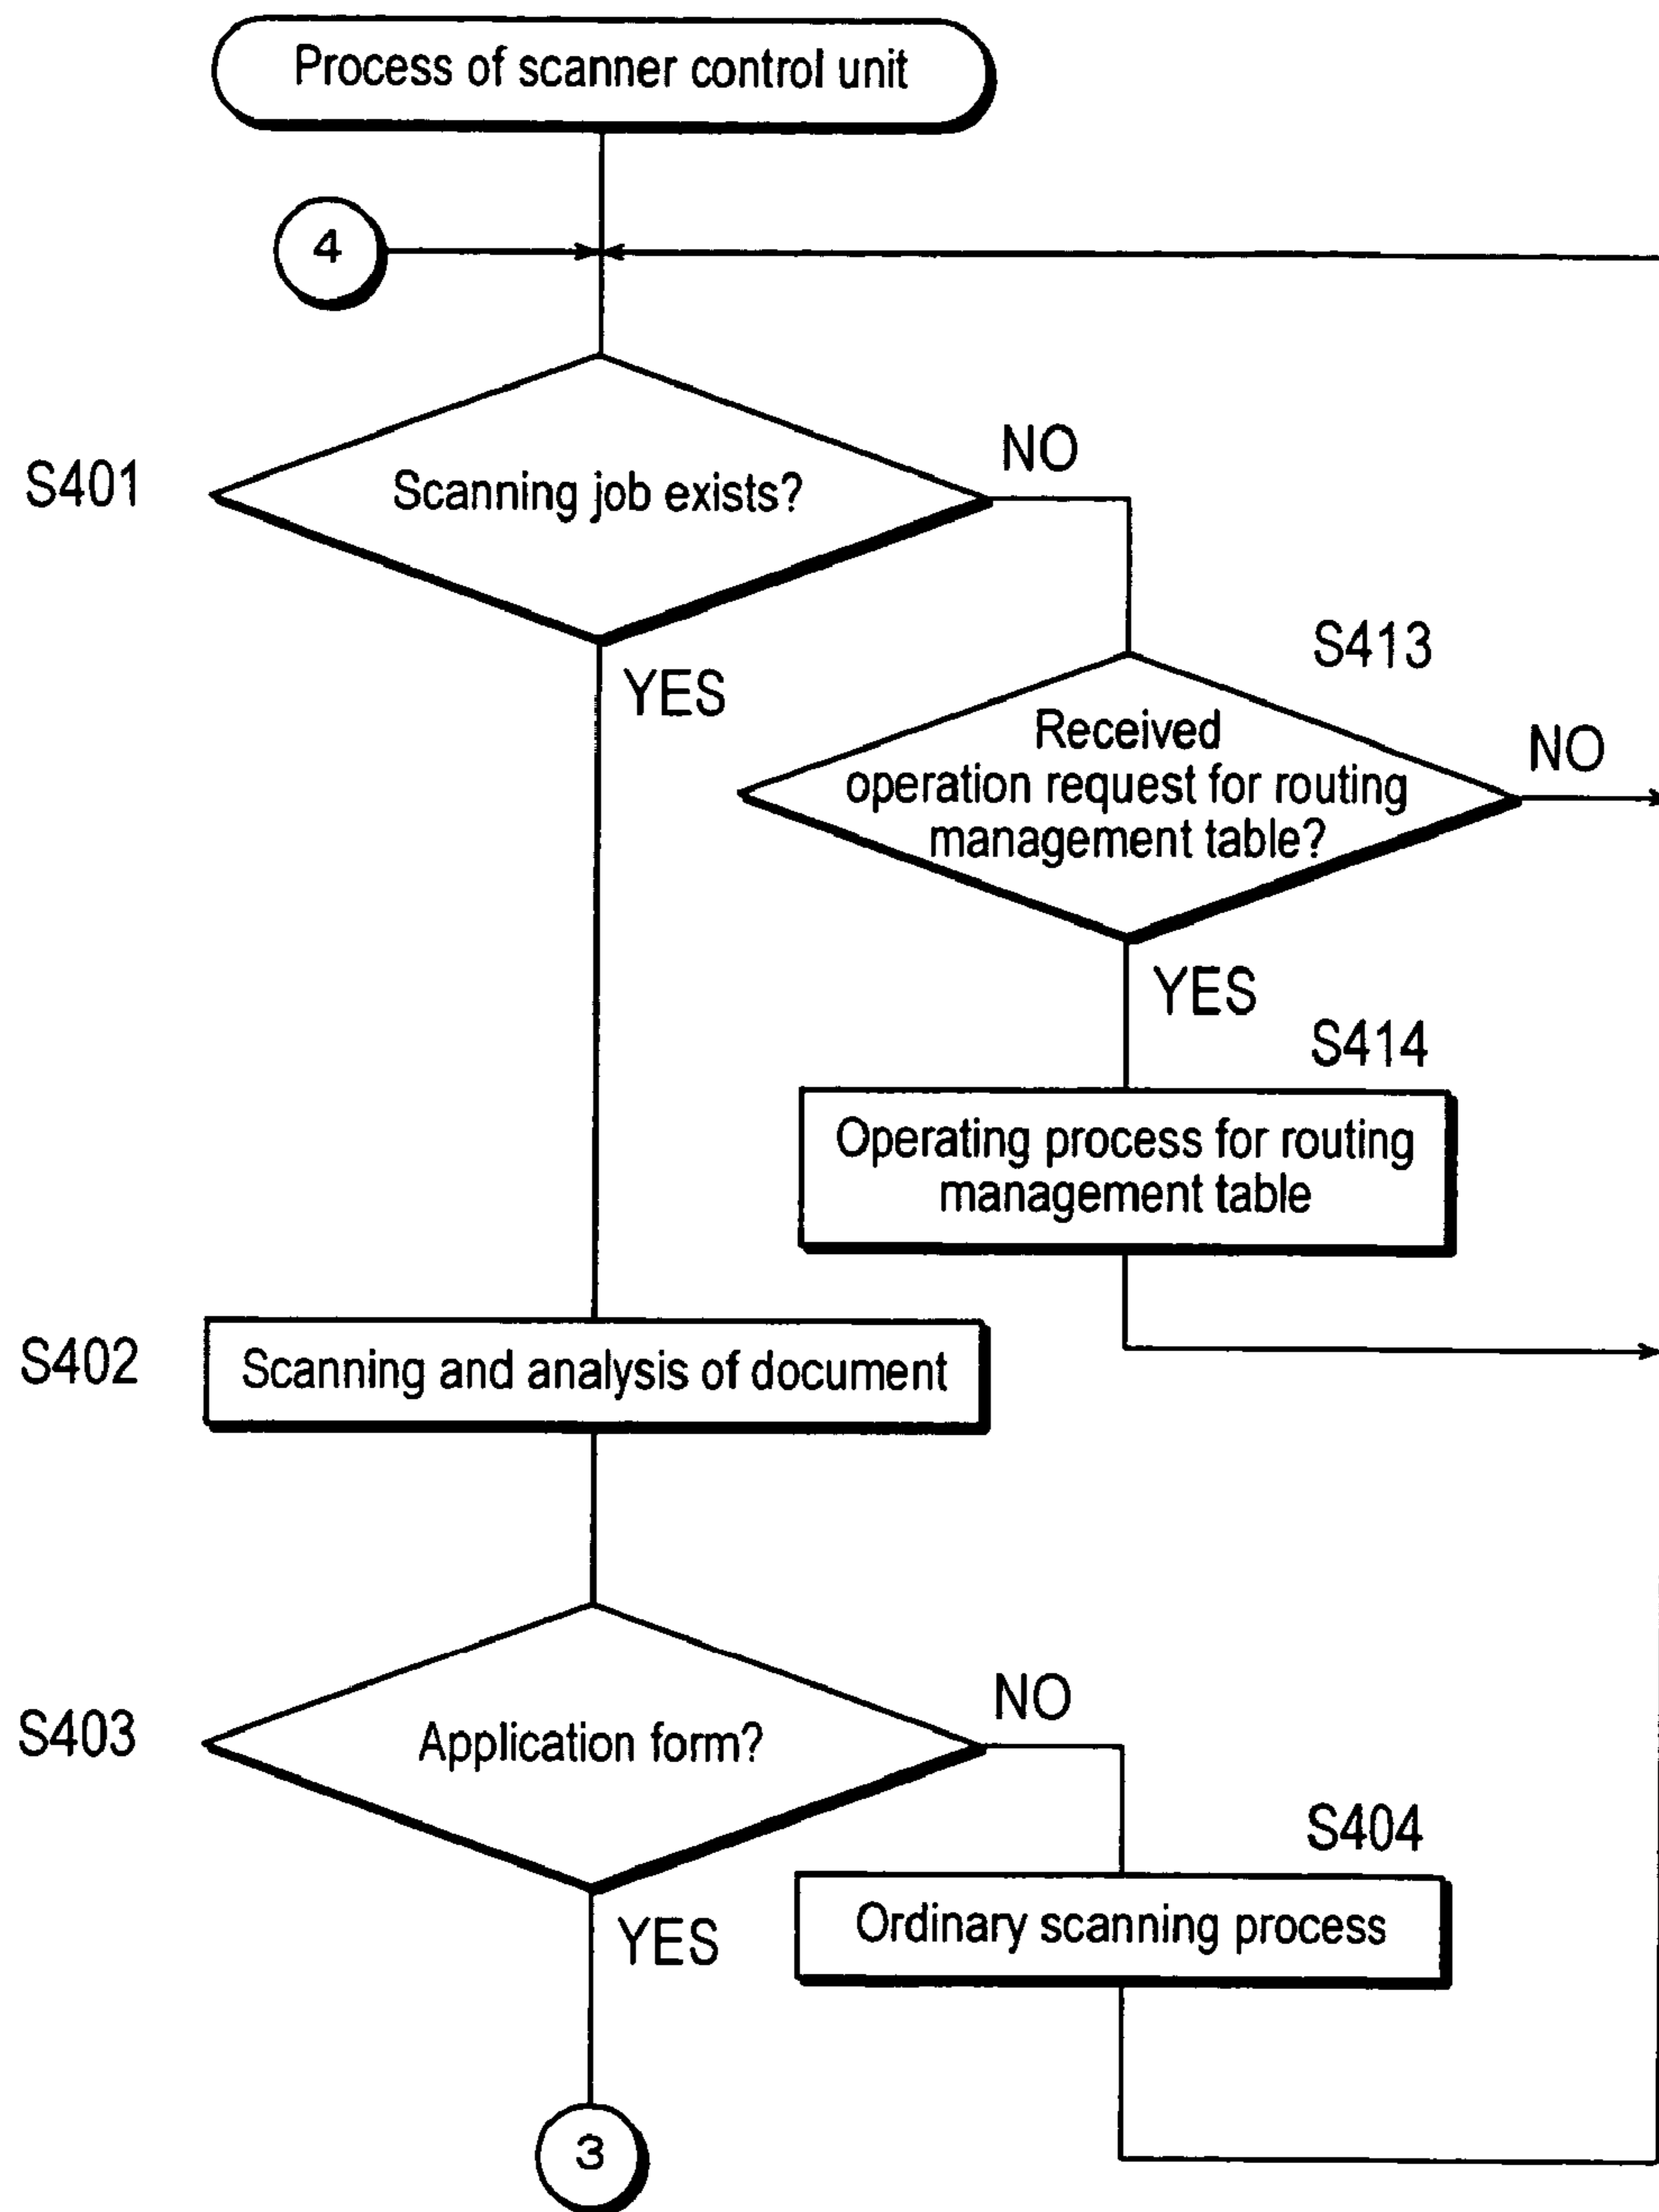 Process of scanner control unit
4
S401
Scanning job exists?
NO
YES
S413
Received
operation request for routing
management table?
NO
YES
S414
Operating process for routing
management table
S402
Scanning and analysis of document
S403
Application form?
NO
YES
S404
Ordinary scanning process
3